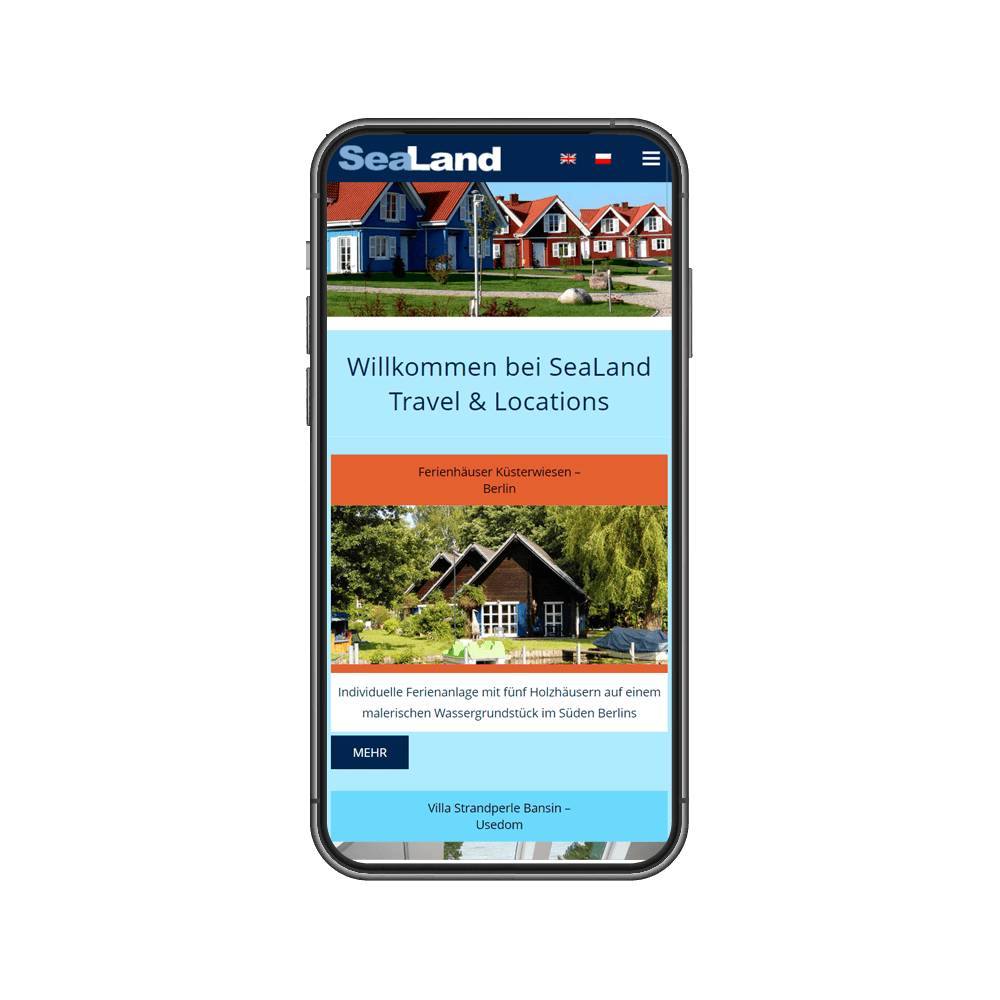 SeaLand
Willkommen bei SeaLand
Travel & Locations
Ferienhäuser Küsterwiesen –
Berlin
Individuelle Ferienanlage mit fünf Holzhäusern auf einem
malerischen Wassergrundstück im Süden Berlins
MEHR
Villa Strandperle Bansin –
Usedom